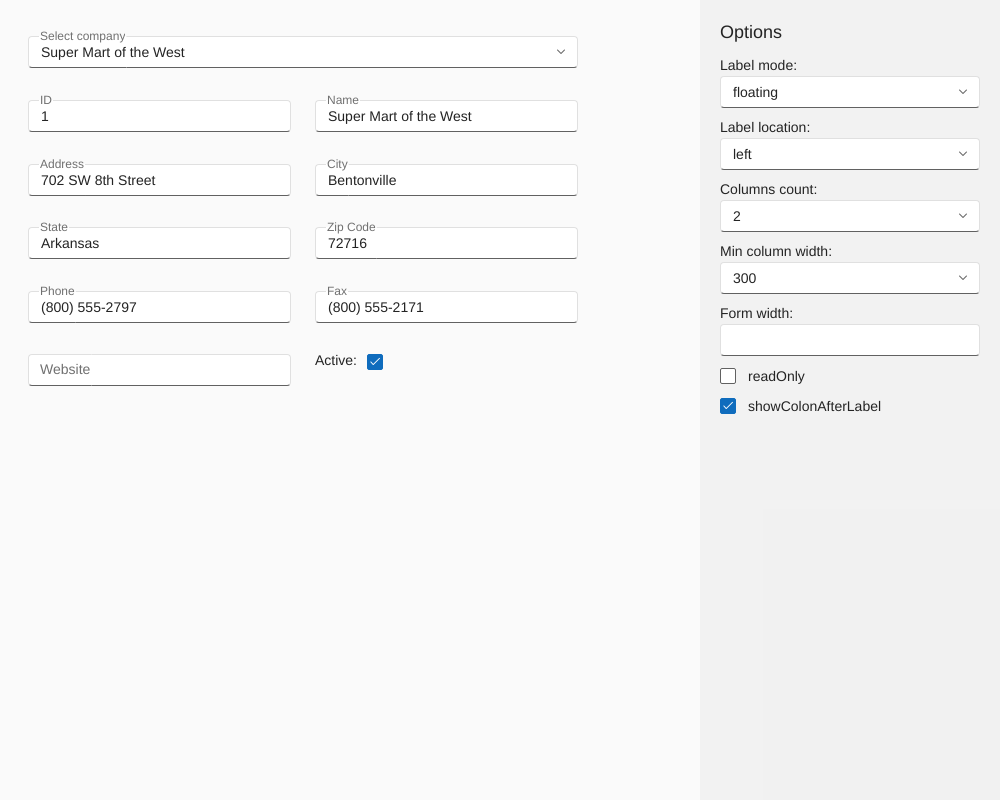 Select company
Super Mart of the West
ID
1
Name
Super Mart of the West
Address
702 SW 8th Street
City
Bentonville
State
Arkansas
Zip Code
72716
Phone
(800) 555-2797
Fax
(800) 555-2171
Website
Active:
Options
Label mode:
floating
Label location:
left
Columns count:
2
Min column width:
300
Form width:
readOnly
showColonAfterLabel